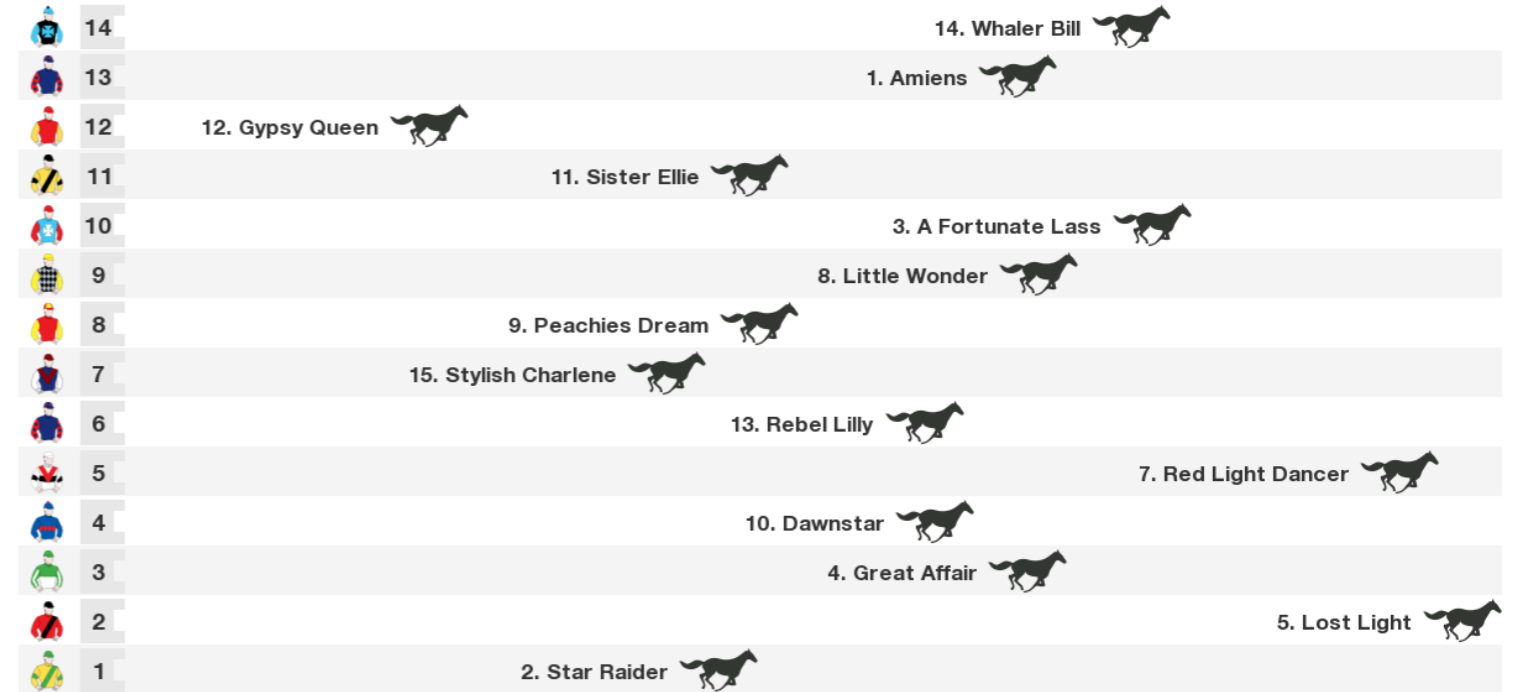 14 14. Whaler Bill
13 1. Amiens
12 12. Gypsy Queen
11 11. Sister Ellie
10 3. A Fortunate Lass
9 8. Little Wonder
8 9. Peachies Dream
7 15. Stylish Charlene
6 13. Rebel Lilly
5 7. Red Light Dancer
4 10. Dawnstar
3 4. Great Affair
2 5. Lost Light
1 2. Star Raider